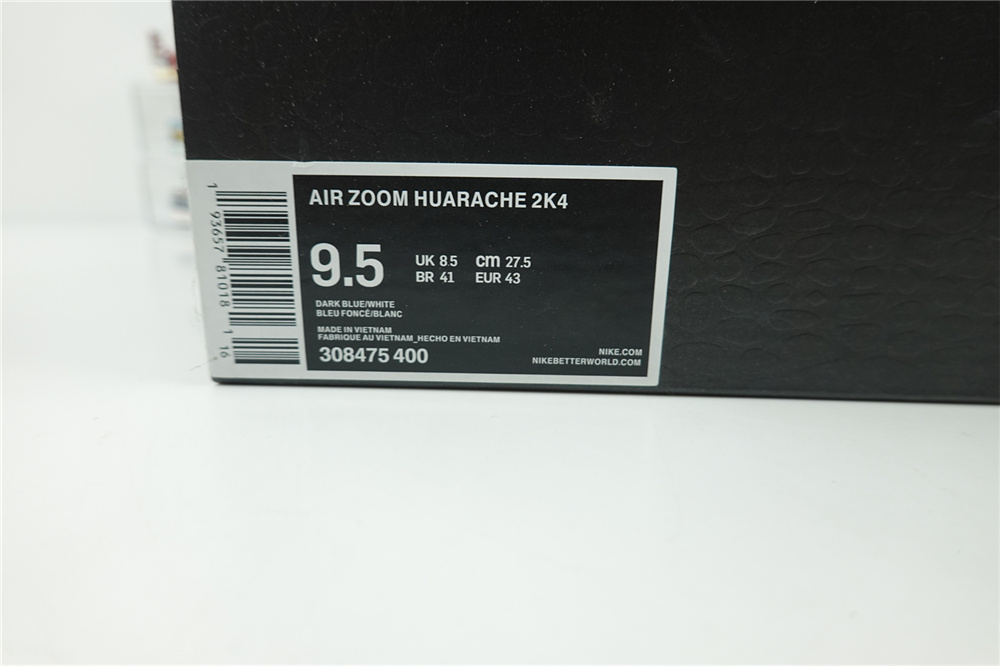 AIR ZOOM HUARACHE 2K4
9.5
UK 8.5 cm 27.5
BR 41 EUR 43
DARK BLUE/WHITE
BLEU FONCÉ/BLANC
MADE IN VIETNAM
FABRIQUE AU VIETNAM_HECHO EN VIETNAM
308475 400
NIKE.COM
NIKEBETTERWORLD.COM
1 93657 81018 1 16